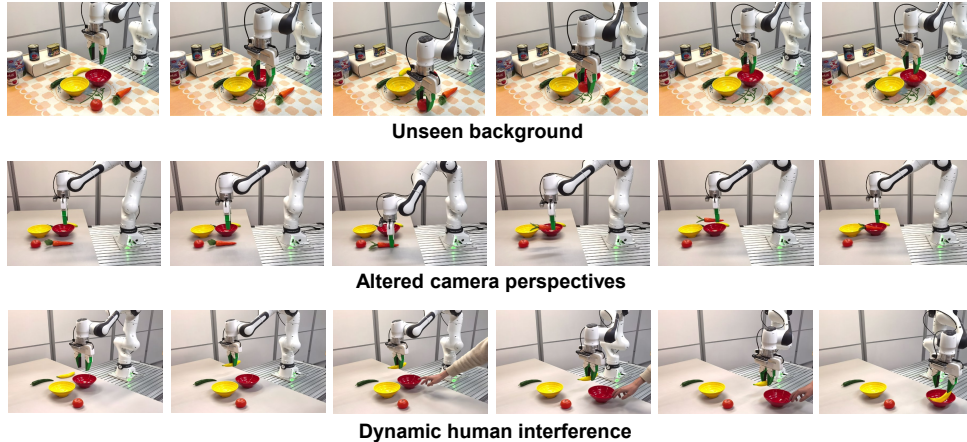 Unseen background
Altered camera perspectives
Dynamic human interference